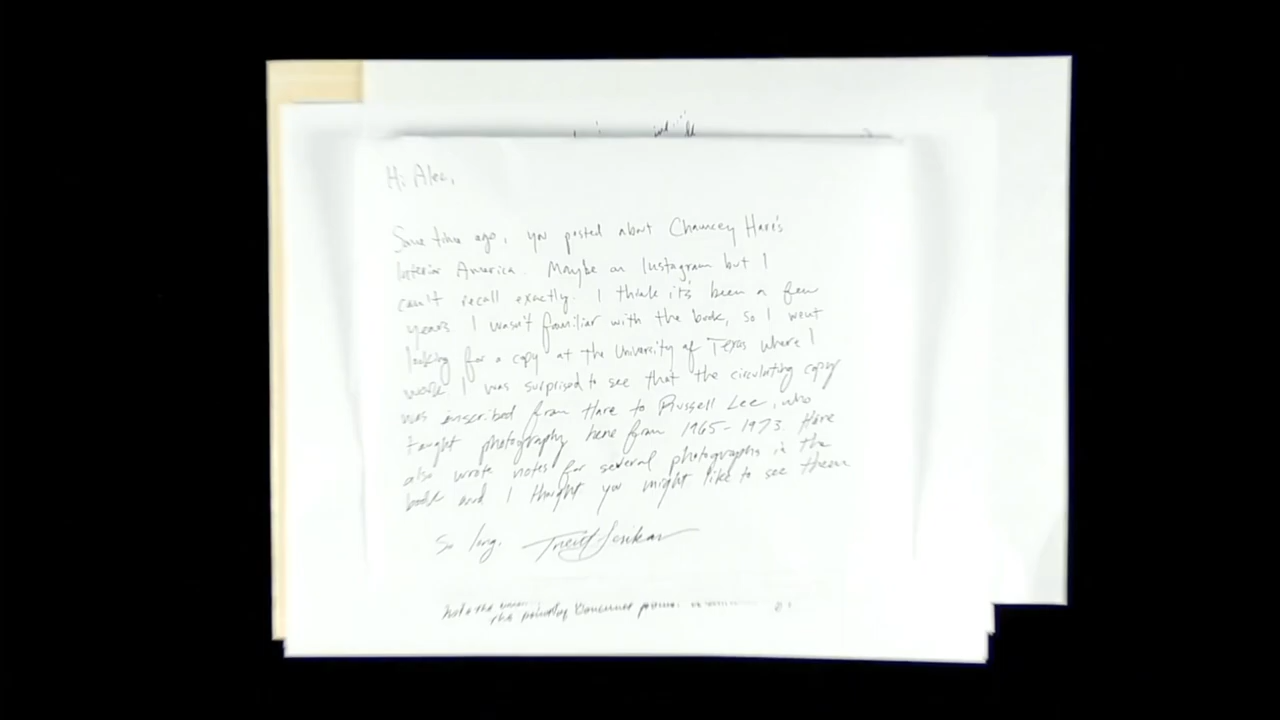 Hi Alec,
Some time ago, you posted about Chauncey Hare's
Interior America. Maybe on Instagram but I
can't recall exactly. I think it's been a few
years. I wasn't familiar with the book, so I went
looking for a copy at the University of Texas where I
work. I was surprised to see that the circulating copy
was inscribed from Hare to Russell Lee, who
taught photography here from 1965-1973. Hare
also wrote notes for several photographs in the
book and I thought you might like to see them
So long,
the
the